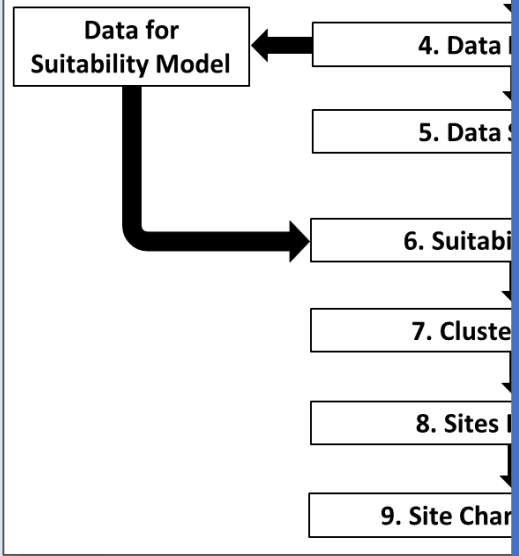 Data for
Suitability Model
4. Data
5. Data
6. Suitabi
7. Cluste
8. Sites
9. Site Char